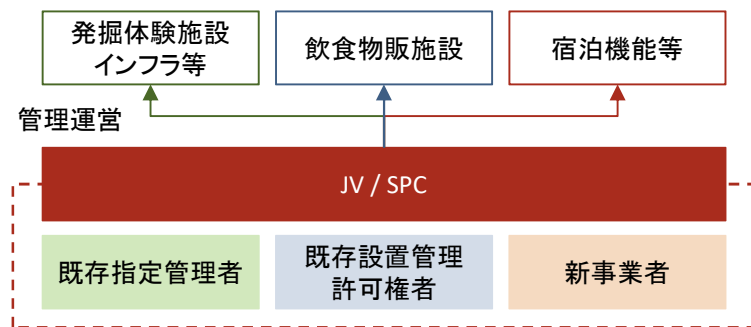 発掘体験施設
インフラ等
飲食物販施設
宿泊機能等
管理運営
JV / SPC
既存指定管理者
既存設置管理
許可権者
新事業者